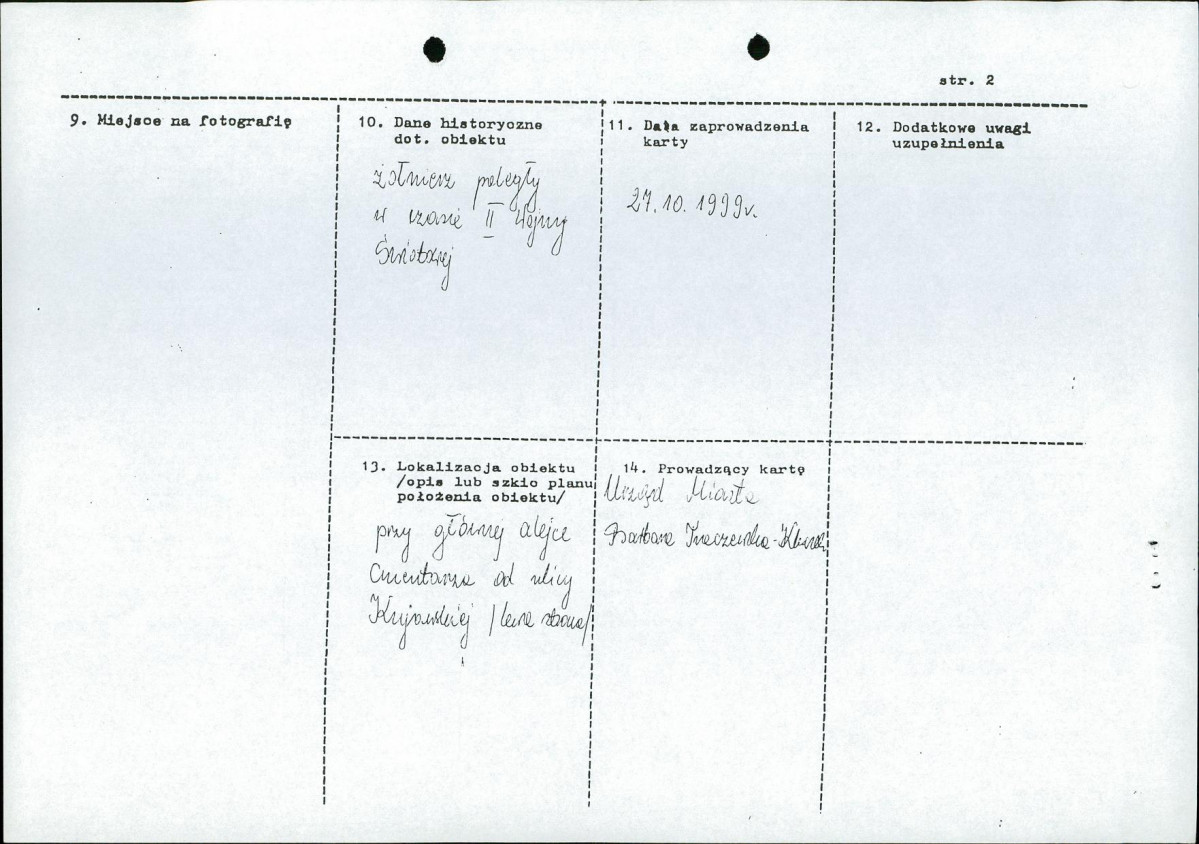 str. 2
9. Miejsce na fotografię
10. Dane historyczne
dot. obiektu
żołnierz poległy
w czasie II Wojny
Światowej
11. Data zaprowadzenia
karty
27.10.1999r.
12. Dodatkowe uwagi
uzupełnienia
13. Lokalizacja obiektu
/opis lub szkic planu
położenia obiektu/
przy głównej alejce
Cmentarza od ulicy
Kujawskiej /lewa strona/
14. Prowadzący kartę
Urząd Miasta
Barbara